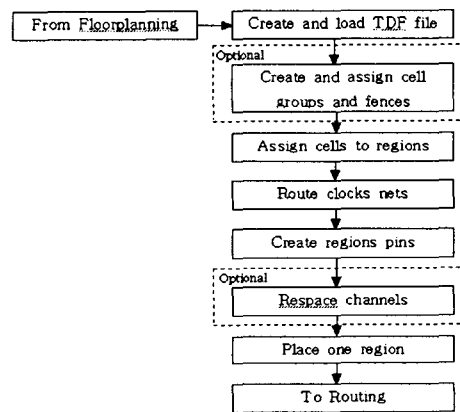 From Floorplanning
Create and load TDF file
Optional
Create and assign cell
groups and fences
Assign cells to regions
Route clocks nets
Create regions pins
Optional
Respace channels
Place one region
To Routing